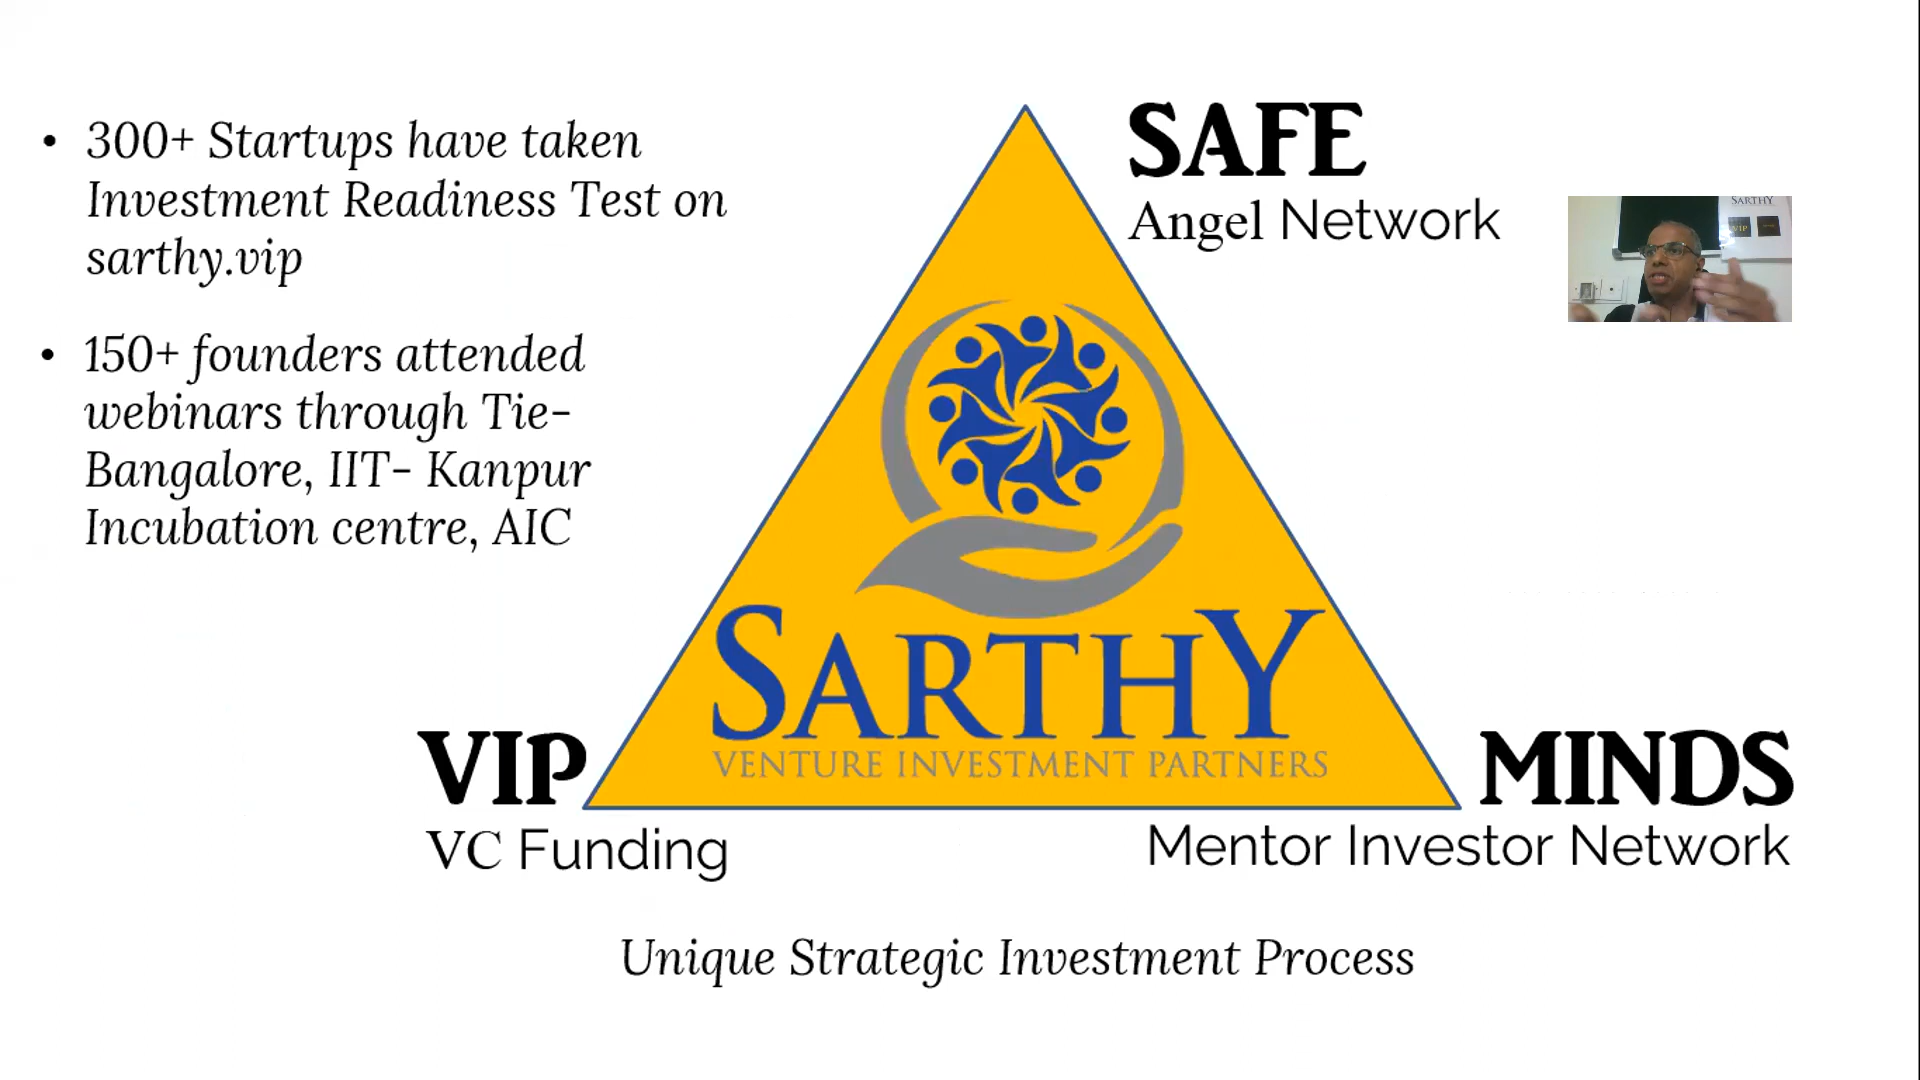 • 300+ Startups have taken
Investment Readiness Test on
sarthy.vip
• 150+ founders attended
webinars through Tie-
Bangalore, IIT- Kanpur
Incubation centre, AIC
SAFE
Angel Network
SARTHY
VIP
SARTHY
VENTURE INVESTMENT PARTNERS
VIP
VC Funding
MINDS
Mentor Investor Network
Unique Strategic Investment Process